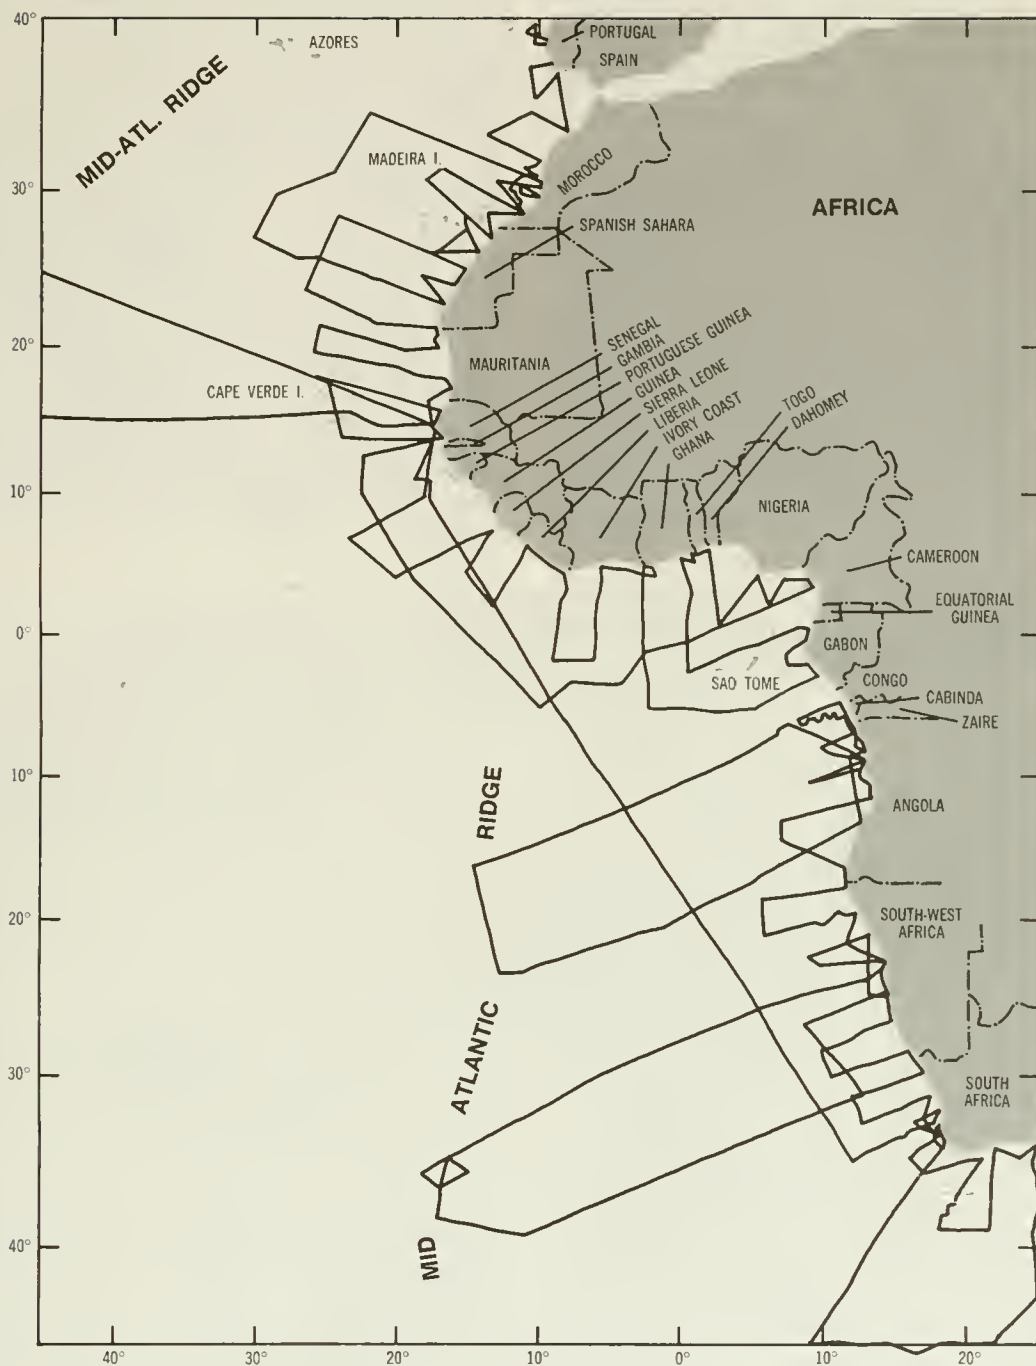 40°
AZORES
PORTUGAL
SPAIN
MID-ATL. RIDGE
MADEIRA I.
30°
MOROCCO
AFRICA
SPANISH SAHARA
20°
MAURITANIA
SENEGAL
GAMBIA
PORTUGUESE GUINEA
GUINEA
SIERRA LEONE
LIBERIA
IVORY COAST
GHANA
TOGO
DAHOMEY
CAPE VERDE I.
10°
NIGERIA
CAMEROON
EQUATORIAL
GUINEA
0°
GABON
CONGO
SAO TOME
CABINDA
ZAIRE
10°
RIDGE
ANGOLA
20°
SOUTH-WEST
AFRICA
ATLANTIC
30°
SOUTH
AFRICA
MID
40°
40°
30°
20°
10°
0°
10°
20°